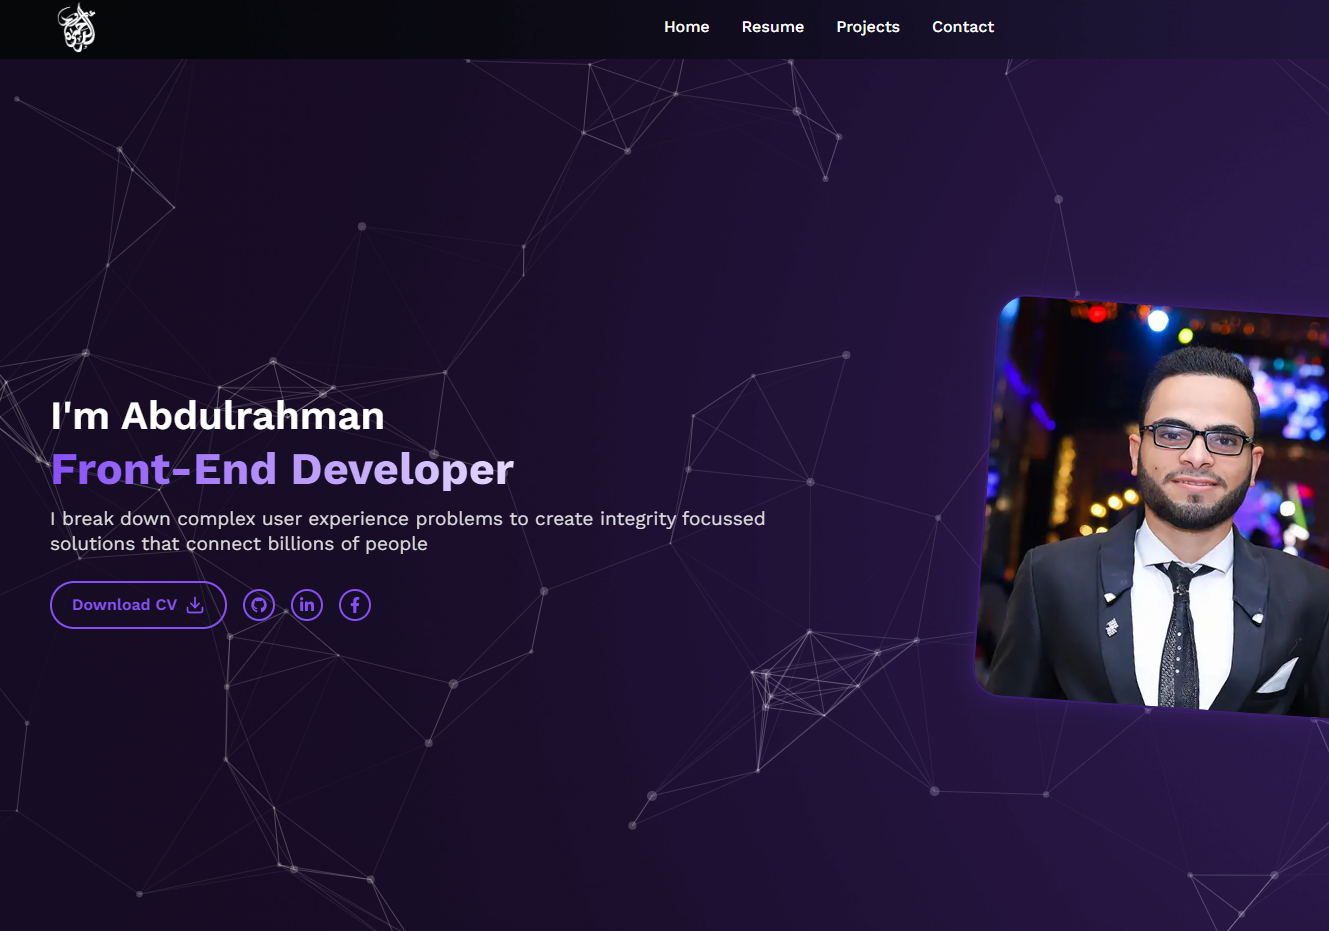 Home Resume Projects Contact
I'm Abdulrahman
Front-End Developer
I break down complex user experience problems to create integrity focussed
solutions that connect billions of people
Download CV
in
f